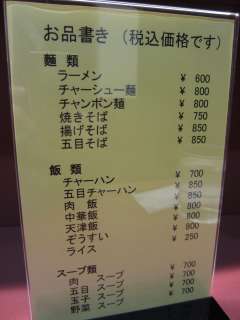 お品書き（税込価格です）
麺類
ラーメン ¥ 600
チャーシュー麺 ¥ 800
チャンポン麺 ¥ 800
焼きそば ¥ 750
揚げそば ¥ 850
五目そば ¥ 850
飯類
チャーハン ¥ 700
五目チャーハン ¥ 850
肉飯 ¥ 800
中華飯 ¥ 850
天津飯 ¥ 850
ぞうすい ¥ 850
ライス ¥ 250
スープ類
肉スープ ¥ 700
五目スープ ¥ 700
玉子スープ ¥ 700
野菜スープ ¥ 700